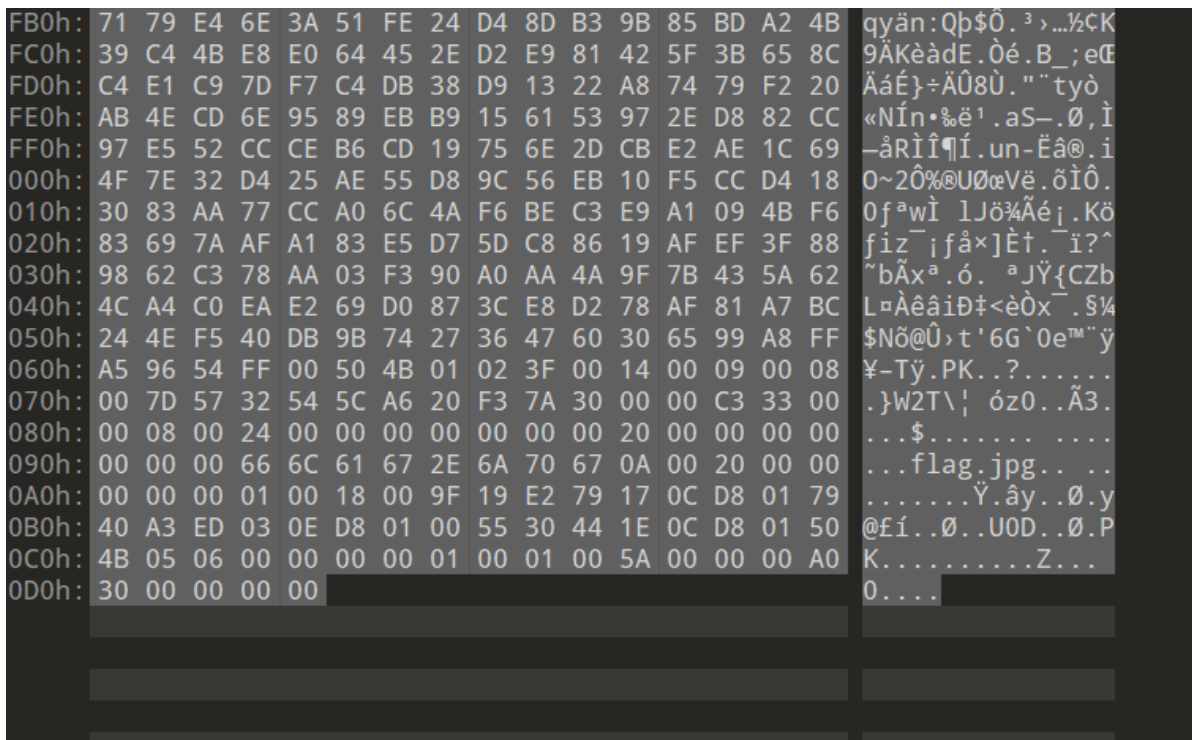 FB0h: 71 79 E4 6E 3A 51 FE 24 D4 8D B3 9B 85 BD A2 4B qyän:Qþ$Ô.³›…½¢K
FC0h: 39 C4 4B E8 E0 64 45 2E D2 E9 81 42 5F 3B 65 8C 9ÄKèàdE.Òé.B_;eŒ
FD0h: C4 E1 C9 7D F7 C4 DB 38 D9 13 22 A8 74 79 F2 20 ÄáÉ}÷ÄÛ8Ù."¨tyò
FE0h: AB 4E CD 6E 95 89 EB B9 15 61 53 97 2E D8 82 CC «NÍn•‰ë¹.aS—.Ø‚Ì
FF0h: 97 E5 52 CC CE B6 CD 19 75 6E 2D CB E2 AE 1C 69 —åRÌÎ¶Í.un-Ëâ®.i
000h: 4F 7E 32 D4 25 AE 55 D8 9C 56 EB 10 F5 CC D4 18 O~2Ô%®UØœVë.õÌÔ.
010h: 30 83 AA 77 CC A0 6C 4A F6 BE C3 E9 A1 09 4B F6 0ƒªwÌ lJö¾Ãé¡.Kö
020h: 83 69 7A AF A1 83 E5 D7 5D C8 86 19 AF EF 3F 88 ƒiz¯¡ƒå×]È†.¯ï?ˆ
030h: 98 62 C3 78 AA 03 F3 90 A0 AA 4A 9F 7B 43 5A 62 ˜bÃxª.ó. ªJŸ{CZb
040h: 4C A4 C0 EA E2 69 D0 87 3C E8 D2 78 AF 81 A7 BC L¤ÀêâiÐ‡<èÒx¯.§¼
050h: 24 4E F5 40 DB 9B 74 27 36 47 60 30 65 99 A8 FF $Nõ@Û›t'6G`0e™¨ÿ
060h: A5 96 54 FF 00 50 4B 01 02 3F 00 14 00 09 00 08 ¥–Tÿ.PK..?......
070h: 00 7D 57 32 54 5C A6 20 F3 7A 30 00 00 C3 33 00 .}W2T\¦ óz0..Ã3.
080h: 00 08 00 24 00 00 00 00 00 00 00 20 00 00 00 00 ...$....... ....
090h: 00 00 00 66 6C 61 67 2E 6A 70 67 0A 00 20 00 00 ...flag.jpg.. ..
0A0h: 00 00 00 01 00 18 00 9F 19 E2 79 17 0C D8 01 79 .......Ÿ.ây..Ø.y
0B0h: 40 A3 ED 03 0E D8 01 00 55 30 44 1E 0C D8 01 50 @£í..Ø..U0D..Ø.P
0C0h: 4B 05 06 00 00 00 00 01 00 01 00 5A 00 00 00 A0 K..........Z...
0D0h: 30 00 00 00 00 0....